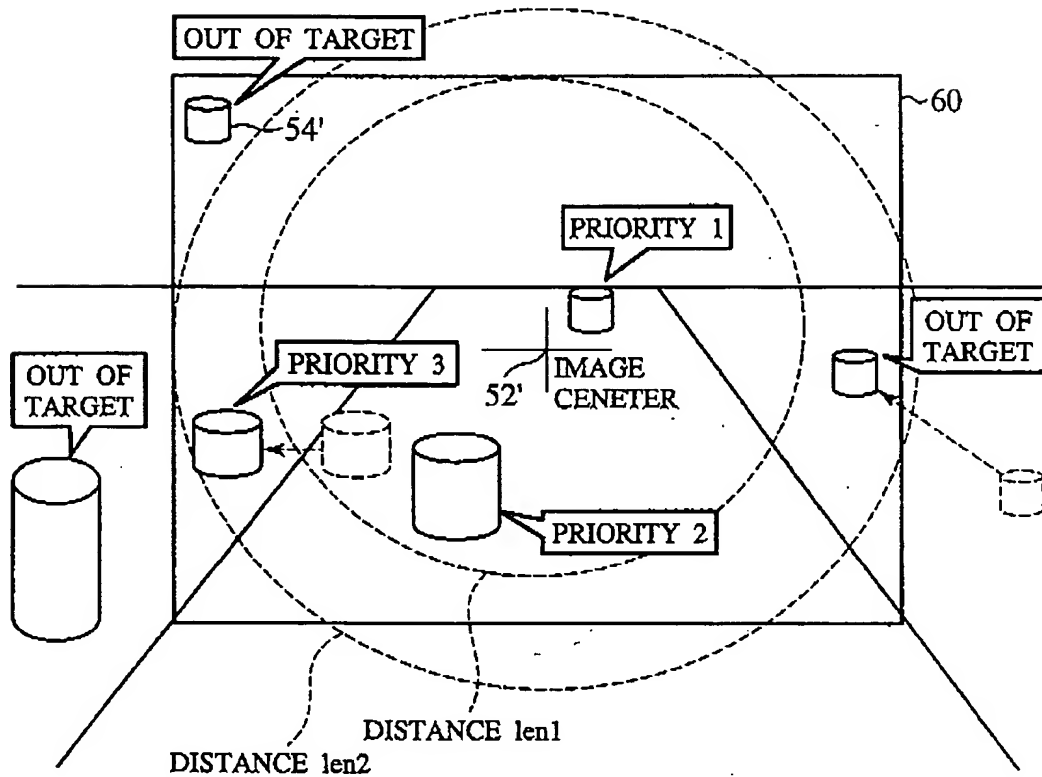 OUT OF TARGET
60
54'
PRIORITY 1
OUT OF
TARGET
PRIORITY 3
IMAGE
CENETER
52'
OUT OF
TARGET
PRIORITY 2
DISTANCE len1
DISTANCE len2